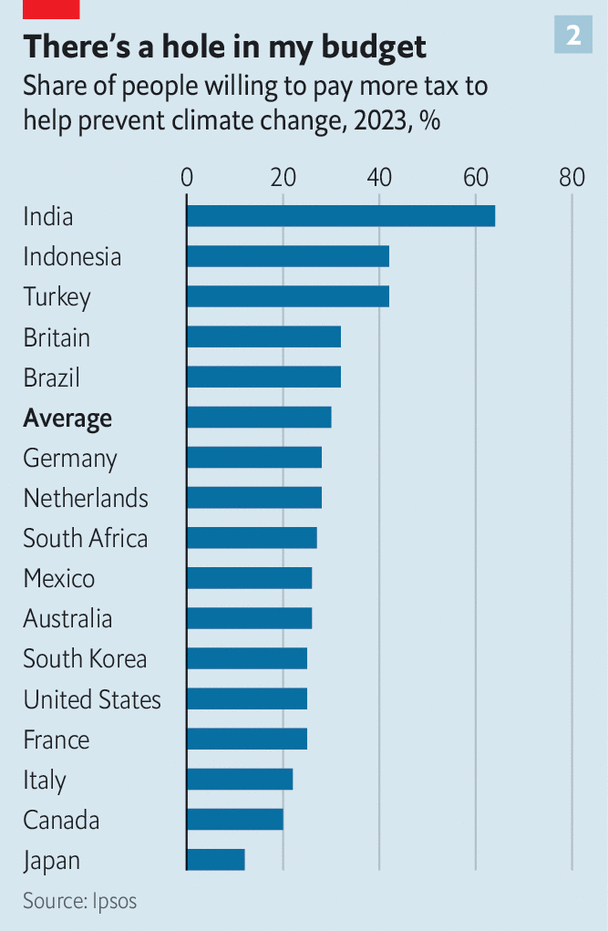 2
There’s a hole in my budget
Share of people willing to pay more tax to
help prevent climate change, 2023, %
0 20 40 60 80
India
Indonesia
Turkey
Britain
Brazil
Average
Germany
Netherlands
South Africa
Mexico
Australia
South Korea
United States
France
Italy
Canada
Japan
Source: Ipsos